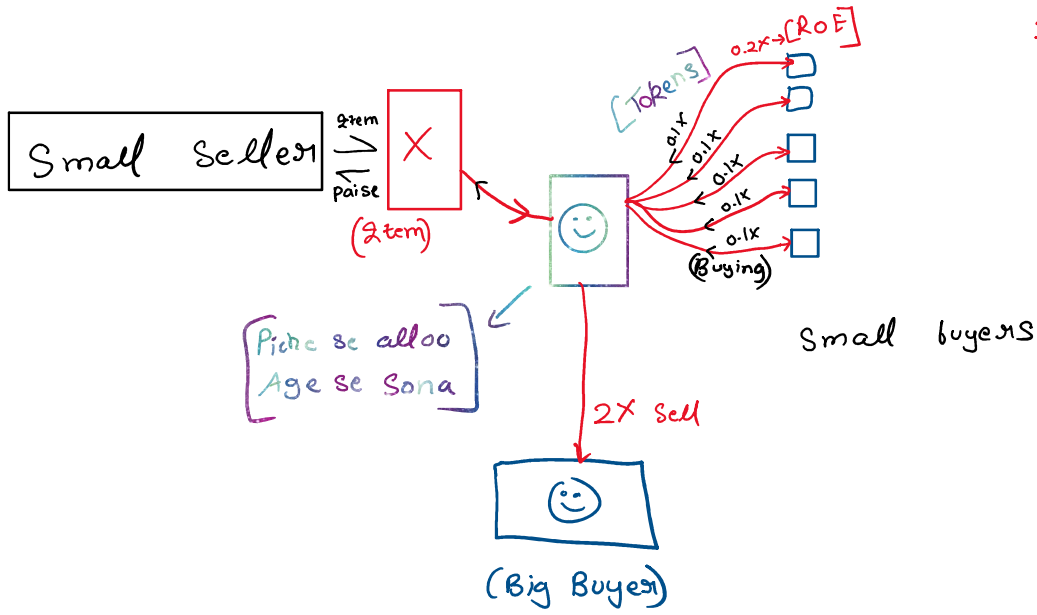 0.2X→[ROE]
[Tokens]
Small Seller
Item
paise
X
(Item)
0.1X
0.1X
0.1X
0.1X
0.1X
(Buying)
Small buyers
[Piche se alloo
Age se Sona]
2X Sell
(Big Buyer)